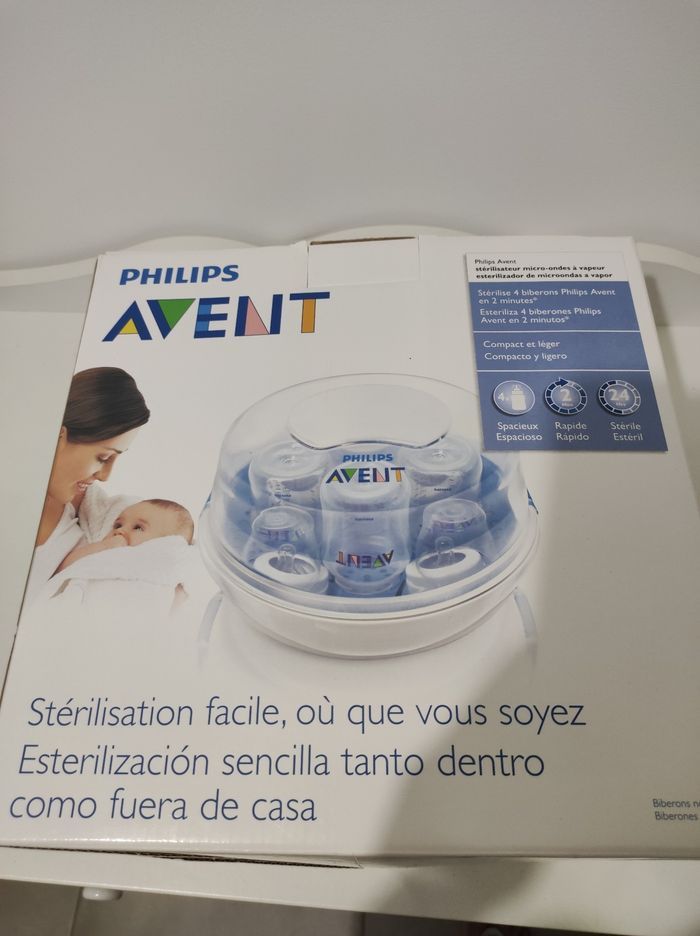 PHILIPS
AVENT
Philips Avent
stérilisateur micro-ondes à vapeur
esterilizador de microondas a vapor
Stérilise 4 biberons Philips Avent
en 2 minutes*
Esteriliza 4 biberones Philips
Avent en 2 minutos*
Compact et léger
Compacto y ligero
4x
2
24
Spacieux Rapide Stérile
Espacioso Rápido Estéril
PHILIPS
AVENT
AVENT
Stérilisation facile, où que vous soyez
Esterilización sencilla tanto dentro
como fuera de casa
Biberons
Biberones